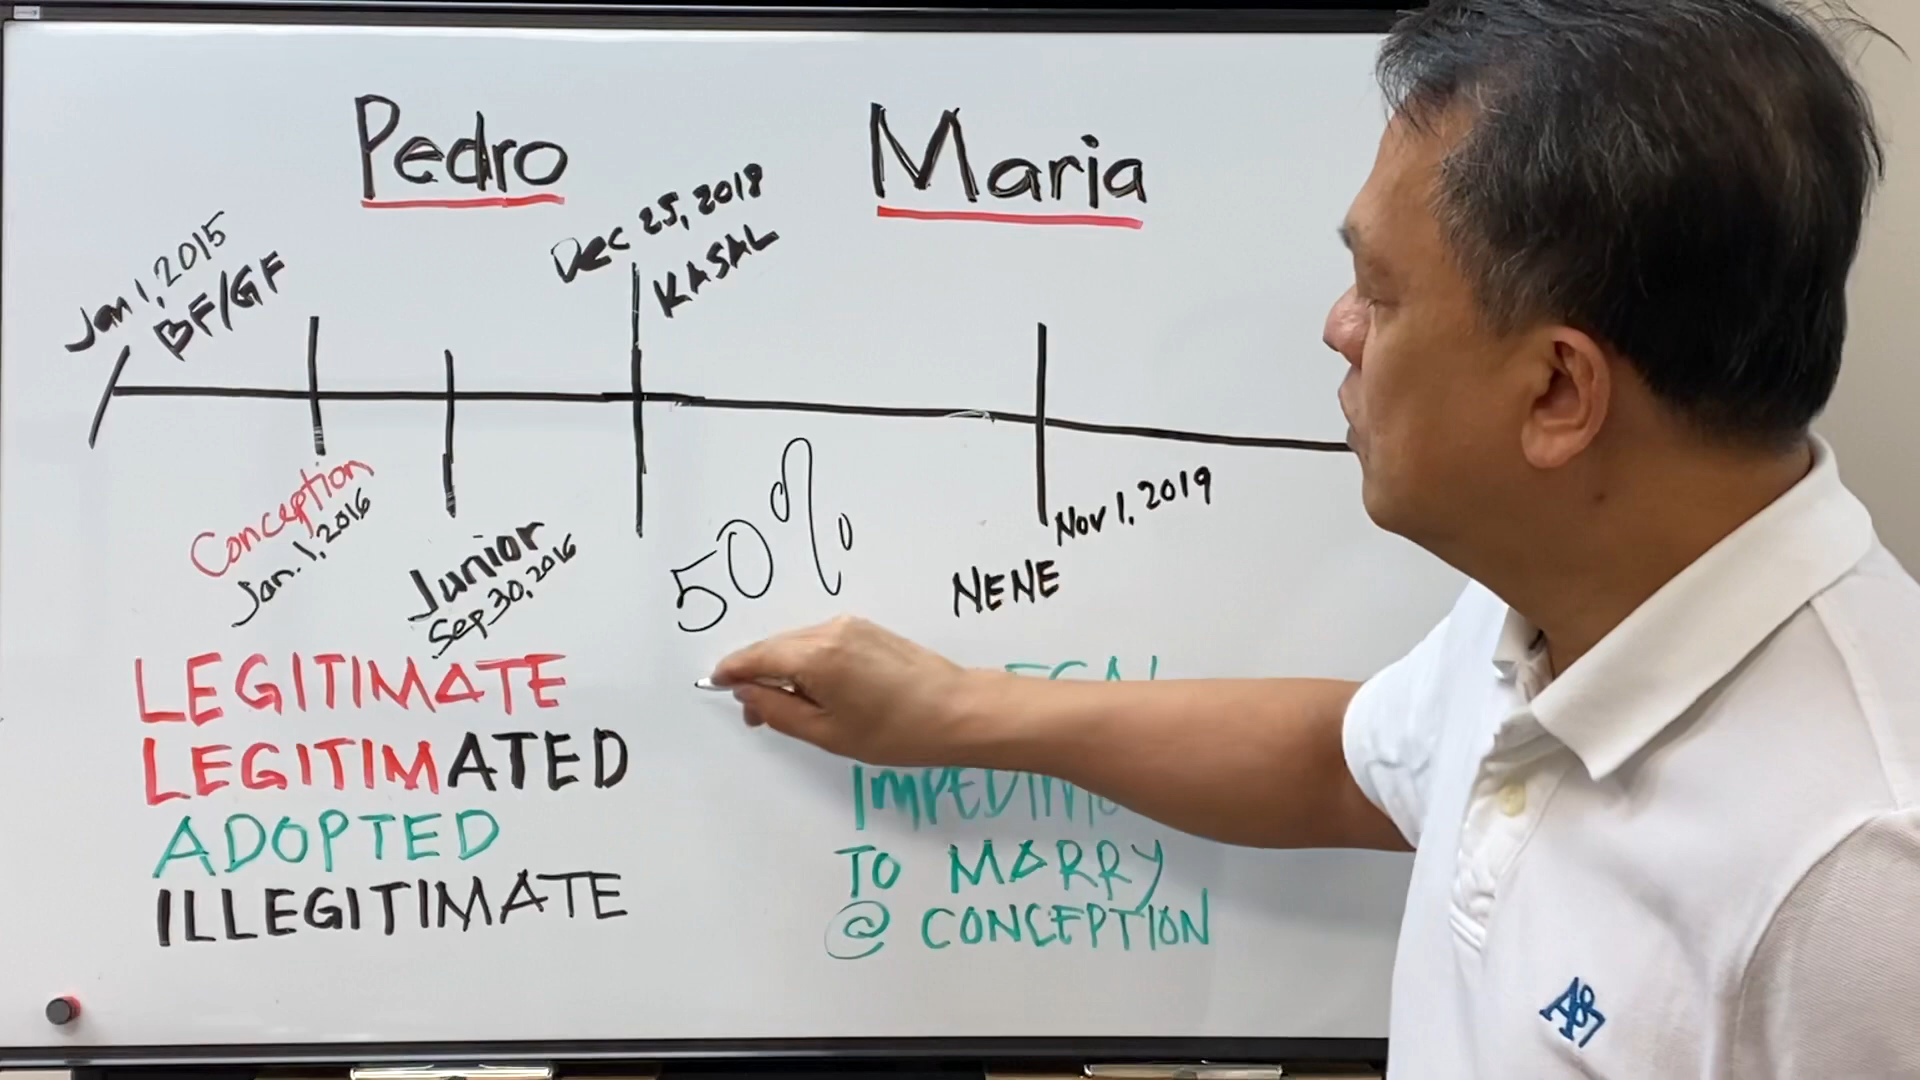 Pedro
Maria
Jan 1, 2015
BF/GF
Dec 25, 2018
KASAL
Conception
Jan. 1, 2016
Junior
Sep 30, 2016
50%
Nov 1, 2019
NENE
LEGITIMATE
LEGITIMATED
ADOPTED
ILLEGITIMATE
TO MARRY
@ CONCEPTION